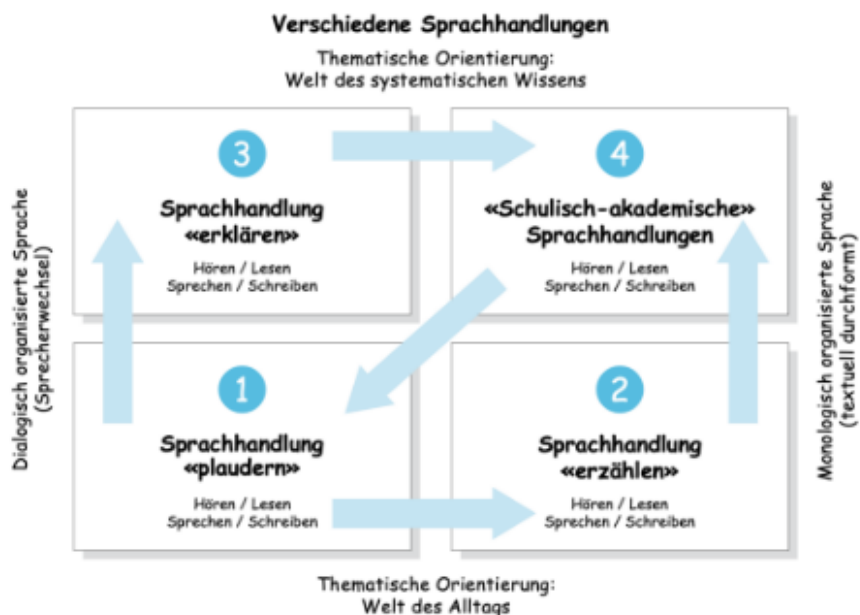 Verschiedene Sprachhandlungen
Thematische Orientierung:
Welt des systematischen Wissens
Dialogisch organisierte Sprache
(Sprecherwechsel)
3
Sprachhandlung
«erklären»
Hören / Lesen
Sprechen / Schreiben
4
«Schulisch-akademische»
Sprachhandlungen
Hören / Lesen
Sprechen / Schreiben
1
Sprachhandlung
«plaudern»
Hören / Lesen
Sprechen / Schreiben
2
Sprachhandlung
«erzählen»
Hören / Lesen
Sprechen / Schreiben
Monologisch organisierte Sprache
(textuell durchformt)
Thematische Orientierung:
Welt des Alltags